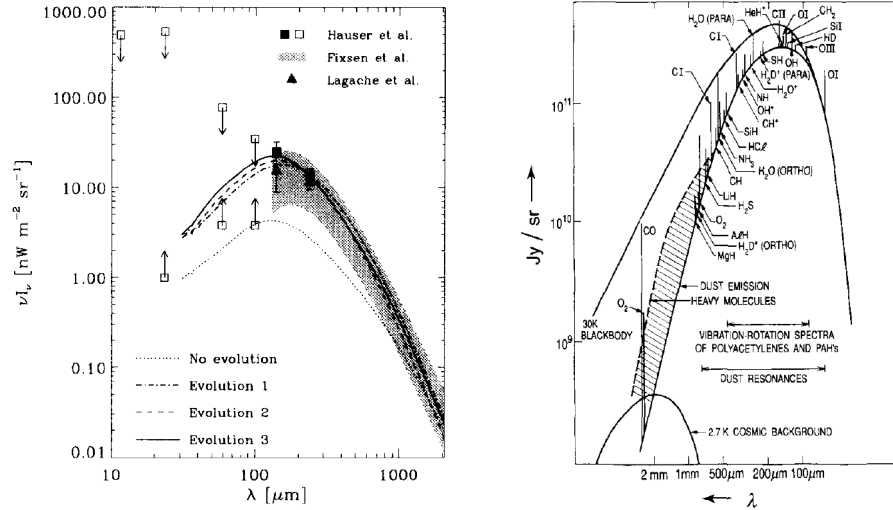 100.00
10.00
1.00
0.10
0.01
νIν [nW m⁻² sr⁻¹]
Hauser et al.
Fixsen et al.
Lagache et al.
No evolution
Evolution 1
Evolution 2
Evolution 3
10
100
1000
λ [μm]
Jy / sr
10¹¹
10¹⁰
10⁹
H₂O (PARA)
HeH⁺
CII
OI
CH₂
SiI
HD
OIII
OH
OI
CI
SH
H₂D⁺ (PARA)
H₂O⁺
NH
OH⁺
CH⁺
CI
SiH
HCℓ
NH₃
H₂O (ORTHO)
CH
LiH
H₂S
O₂
AℓH
H₂D⁺ (ORTHO)
MgH
CO
O₂
DUST EMISSION
HEAVY MOLECULES
30K
BLACKBODY
VIBRATION-ROTATION SPECTRA
OF POLYACETYLENES AND PAH's
DUST RESONANCES
2.7 K COSMIC BACKGROUND
2 mm
1mm
500μm
200μm
100μm
← λ